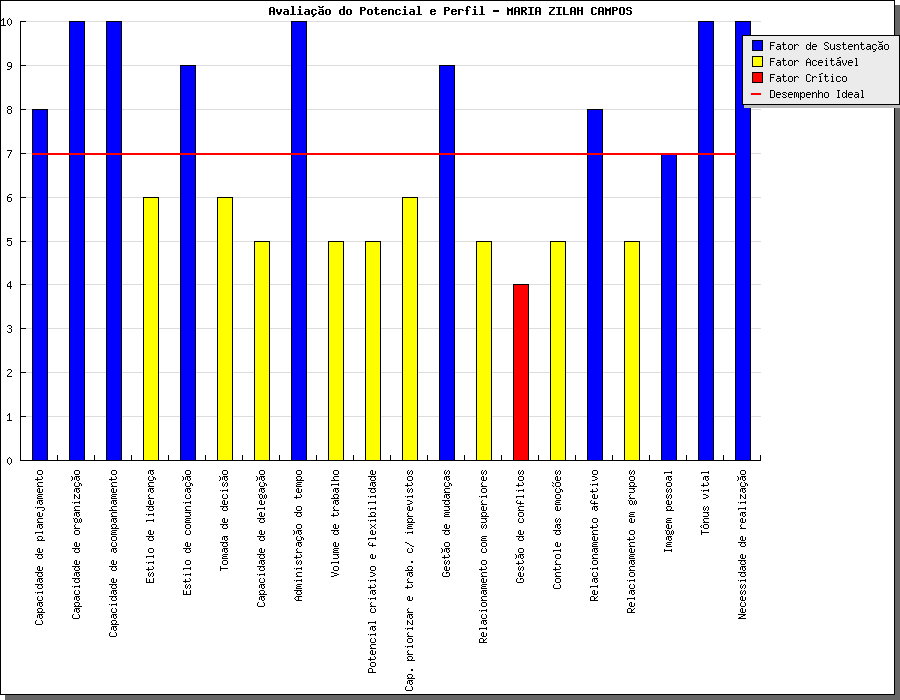 Avaliação do Potencial e Perfil - MARIA ZILAH CAMPOS
Fator de Sustentação
Fator Aceitável
Fator Crítico
Desempenho Ideal
10
9
8
7
6
5
4
3
2
1
0
Capacidade de planejamento
Capacidade de organização
Capacidade de acompanhamento
Estilo de liderança
Estilo de comunicação
Tomada de decisão
Capacidade de delegação
Administração do tempo
Volume de trabalho
Potencial criativo e flexibilidade
Cap. priorizar e trab. c/ imprevistos
Gestão de mudanças
Relacionamento com superiores
Gestão de conflitos
Controle das emoções
Relacionamento afetivo
Relacionamento em grupos
Imagem pessoal
Tônus vital
Necessidade de realização